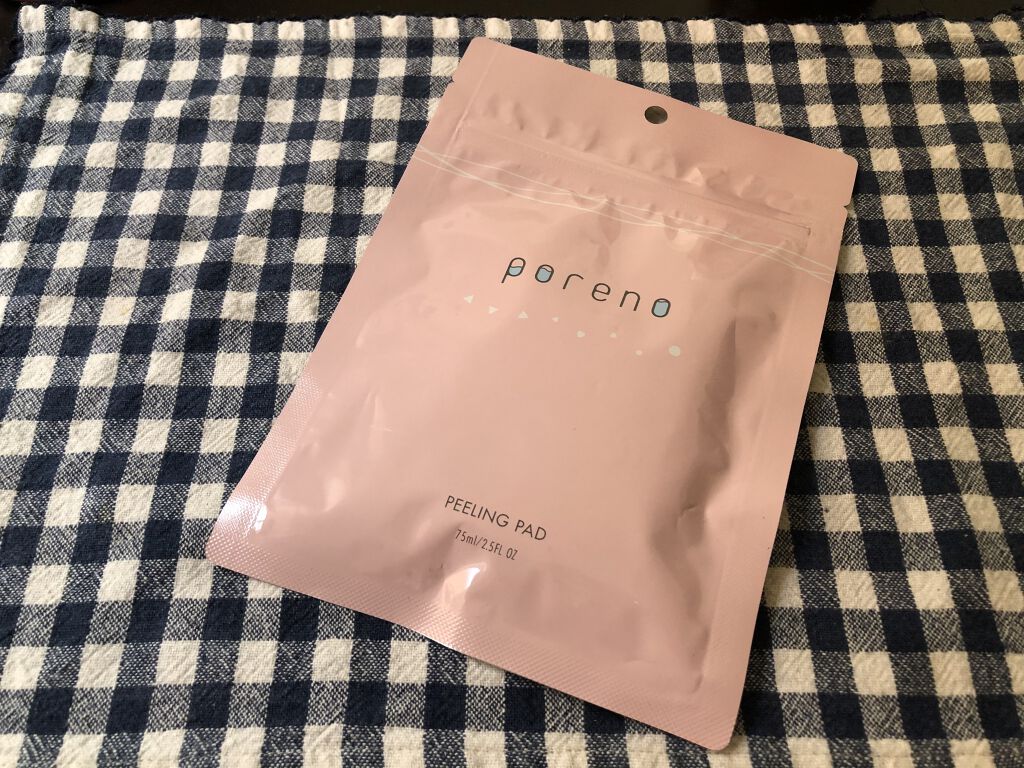 poreno
PEELING PAD
75ml/2.5FL OZ